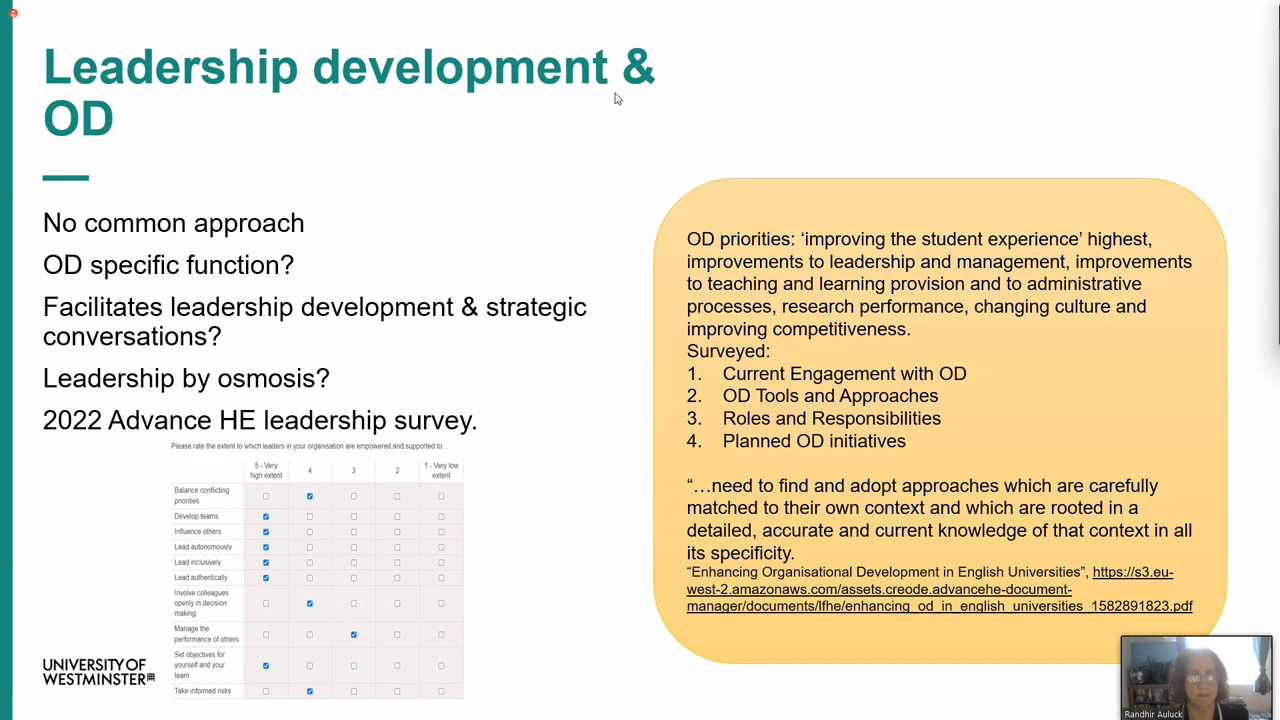 Leadership development &
OD
No common approach
OD specific function?
Facilitates leadership development & strategic
conversations?
Leadership by osmosis?
2022 Advance HE leadership survey.
Please rate the extent to which leaders in your organisation are empowered and supported to...
5 - Very high extent 4 3 2 1 - Very low extent
Balance conflicting
priorities
Develop teams
Influence others
Lead autonomously
Lead inclusively
Lead authentically
Involve colleagues
openly in decision
making
Manage the
performance of others
Set objectives for
yourself and your
team
Take informed risks
UNIVERSITY OF
WESTMINSTER
OD priorities: ‘improving the student experience’ highest,
improvements to leadership and management, improvements
to teaching and learning provision and to administrative
processes, research performance, changing culture and
improving competitiveness.
Surveyed:
1. Current Engagement with OD
2. OD Tools and Approaches
3. Roles and Responsibilities
4. Planned OD initiatives
“…need to find and adopt approaches which are carefully
matched to their own context and which are rooted in a
detailed, accurate and current knowledge of that context in all
its specificity.
“Enhancing Organisational Development in English Universities”, https://s3.eu-
west-2.amazonaws.com/assets.creode.advancehe-document-
manager/documents/lfhe/enhancing_od_in_english_universities_1582891823.pdf
Randhir Auluck